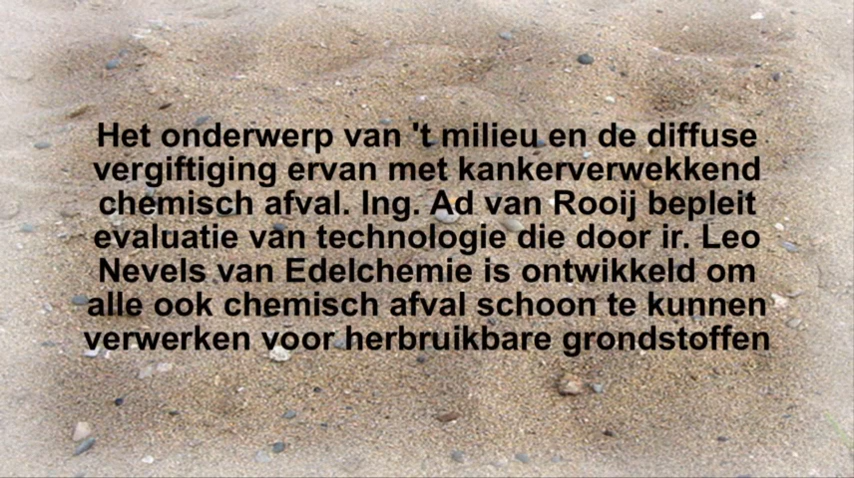 Het onderwerp van 't milieu en de diffuse
vergiftiging ervan met kankerverwekkend
chemisch afval. Ing. Ad van Rooij bepleit
evaluatie van technologie die door ir. Leo
Nevels van Edelchemie is ontwikkeld om
alle ook chemisch afval schoon te kunnen
verwerken voor herbruikbare grondstoffen